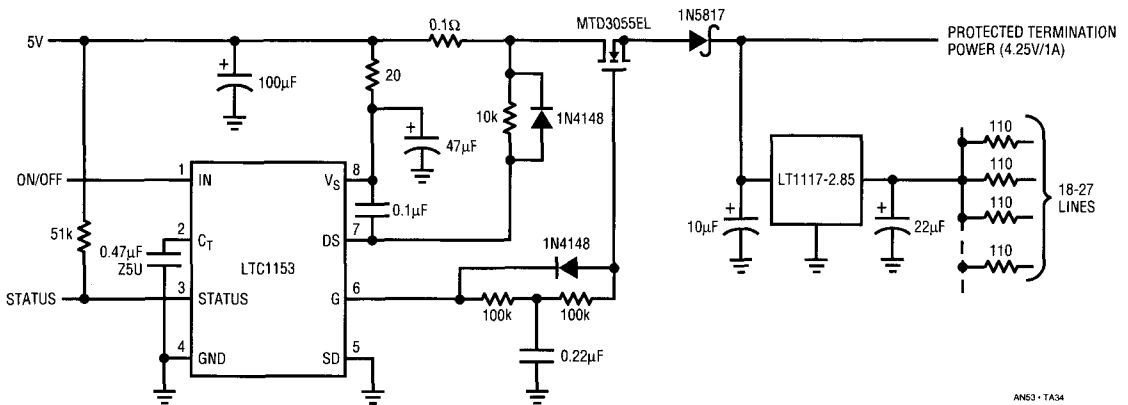 5V
0.1Ω
MTD3055EL
1N5817
PROTECTED TERMINATION
POWER (4.25V/1A)
+
100µF
20
10k
1N4148
+
47µF
110
110
110
110
18-27
LINES
LT1117-2.85
+
10µF
+
22µF
ON/OFF
1
IN
VS
8
0.1µF
51k
2
CT
0.47µF
Z5U
DS
7
LTC1153
1N4148
STATUS
3
STATUS
G
6
100k
100k
4
GND
SD
5
0.22µF
AN53 • TA34